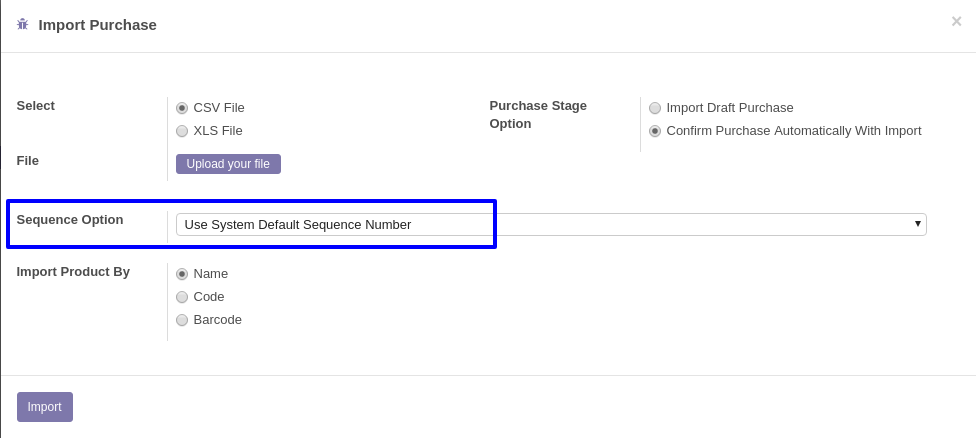 Import Purchase
×
Select
CSV File
XLS File
Purchase Stage
Option
Import Draft Purchase
Confirm Purchase Automatically With Import
File
Upload your file
Sequence Option
Use System Default Sequence Number
Import Product By
Name
Code
Barcode
Import